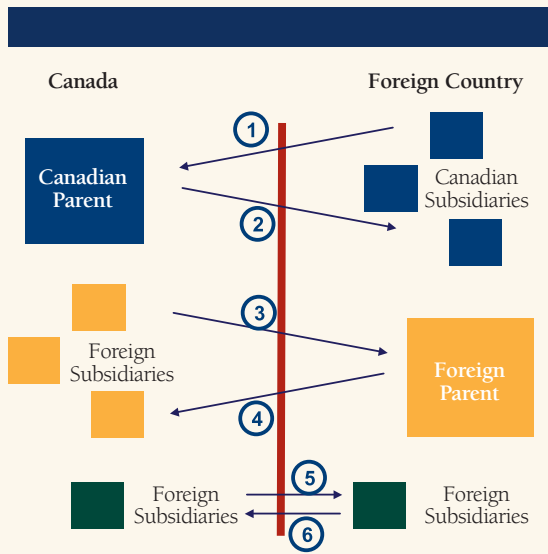 Canada
Foreign Country
1
Canadian
Parent
Canadian
Subsidiaries
2
3
Foreign
Subsidiaries
Foreign
Parent
4
5
Foreign
Subsidiaries
Foreign
Subsidiaries
6